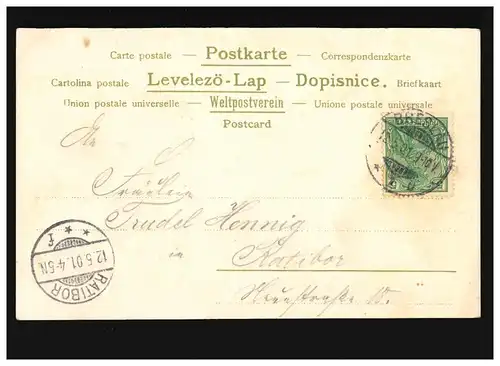 Carte postale — Postkarte — Correspondenzkarte
Cartolina postale — Levelezö-Lap — Dopisnice. Briefkaart
Union postale universelle — Weltpostverein — Unione postale universale
Postcard
An
Fräulein
Trudel Hennig
in
Ratibor
RATIBOR
12.5.01.4-5N
* * f